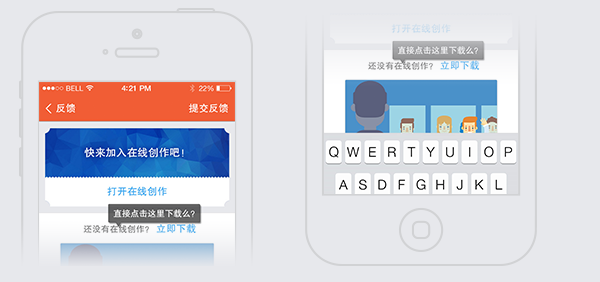 BELL 4:21 PM 22%
反馈 提交反馈
快来加入在线创作吧!
打开在线创作
直接点击这里下载么?
还没有在线创作? 立即下载
打开在线创作
直接点击这里下载么?
还没有在线创作? 立即下载
Q W E R T Y U I O P
A S D F G H J K L